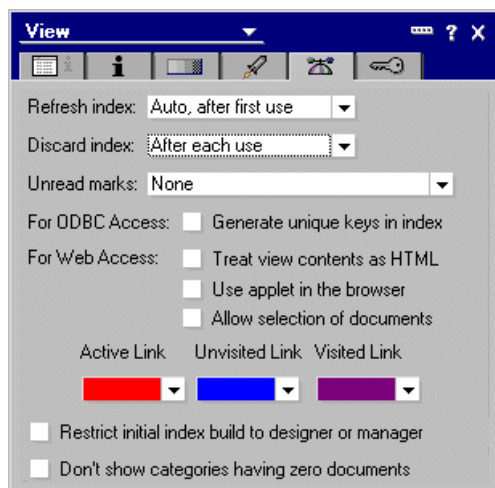 View
? X
i i
Refresh index: Auto, after first use
Discard index: After each use
Unread marks: None
For ODBC Access: Generate unique keys in index
For Web Access: Treat view contents as HTML
Use applet in the browser
Allow selection of documents
Active Link Unvisited Link Visited Link
Restrict initial index build to designer or manager
Don't show categories having zero documents